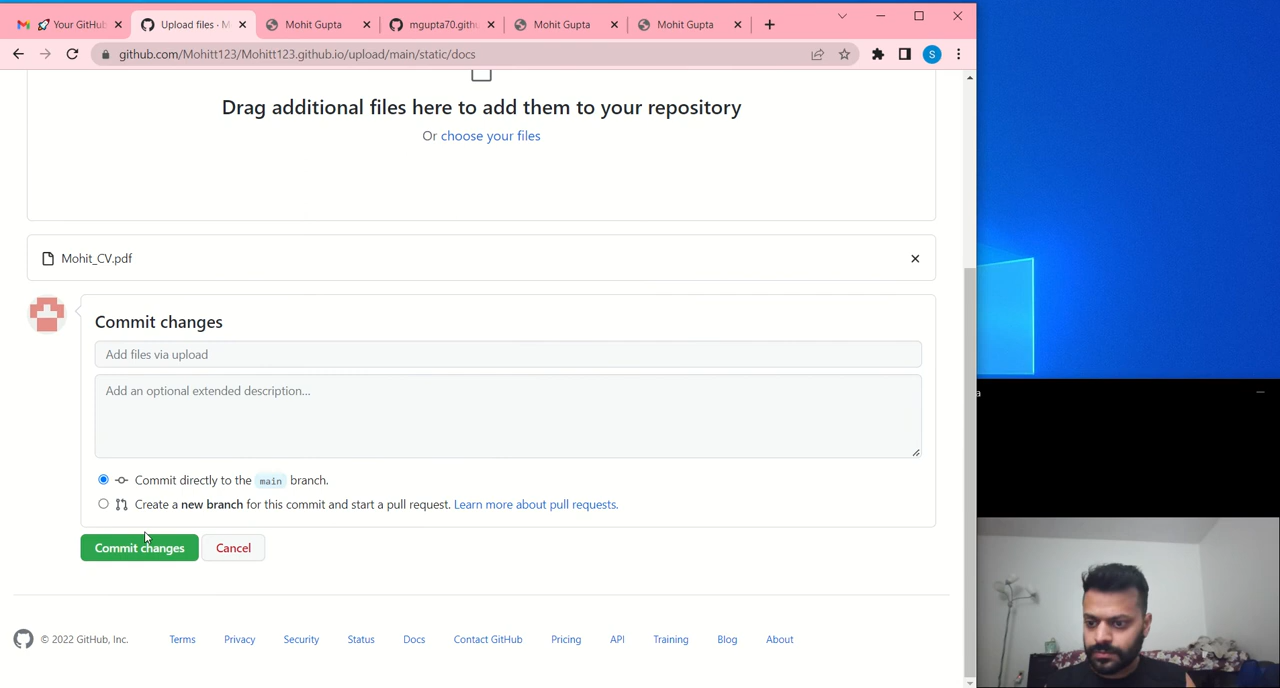 Your GitHub
Upload files · M
Mohit Gupta
mgupta70.gith
Mohit Gupta
Mohit Gupta
github.com/Mohitt123/Mohitt123.github.io/upload/main/static/docs
S
Drag additional files here to add them to your repository
Or choose your files
Mohit_CV.pdf
Commit changes
Add files via upload
Add an optional extended description...
Commit directly to the main branch.
Create a new branch for this commit and start a pull request. Learn more about pull requests.
Commit changes
Cancel
© 2022 GitHub, Inc.
Terms
Privacy
Security
Status
Docs
Contact GitHub
Pricing
API
Training
Blog
About
a